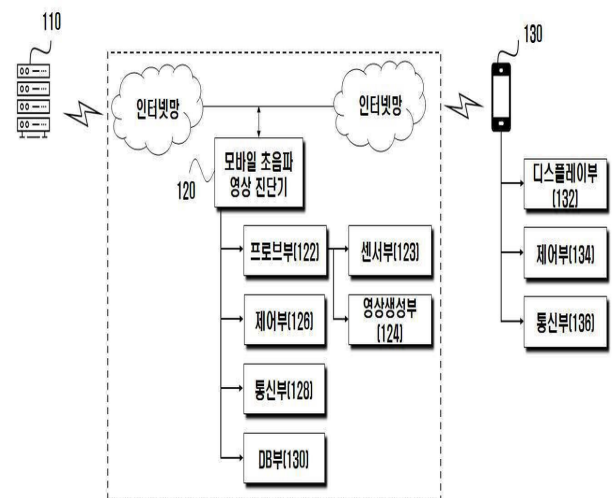 110
130
인터넷망
인터넷망
모바일 초음파
영상 진단기
120
디스플레이부
(132)
프로브부(122)
센서부(123)
제어부(134)
제어부(126)
영상생성부
(124)
통신부(136)
통신부(128)
DB부(130)